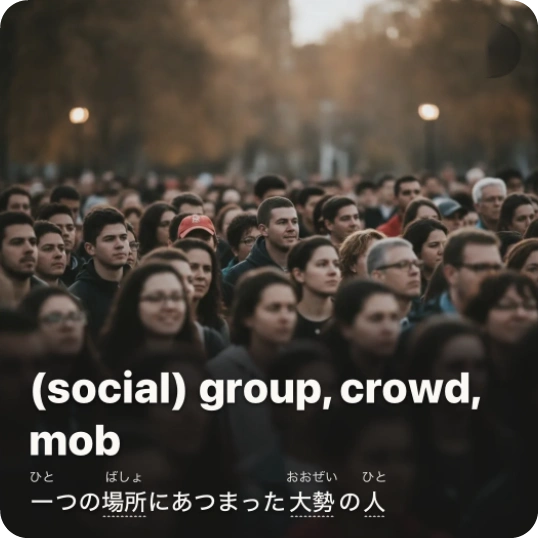 (social) group, crowd,
mob
ひと ばしょ おおぜい ひと
一つの場所にあつまった大勢の人